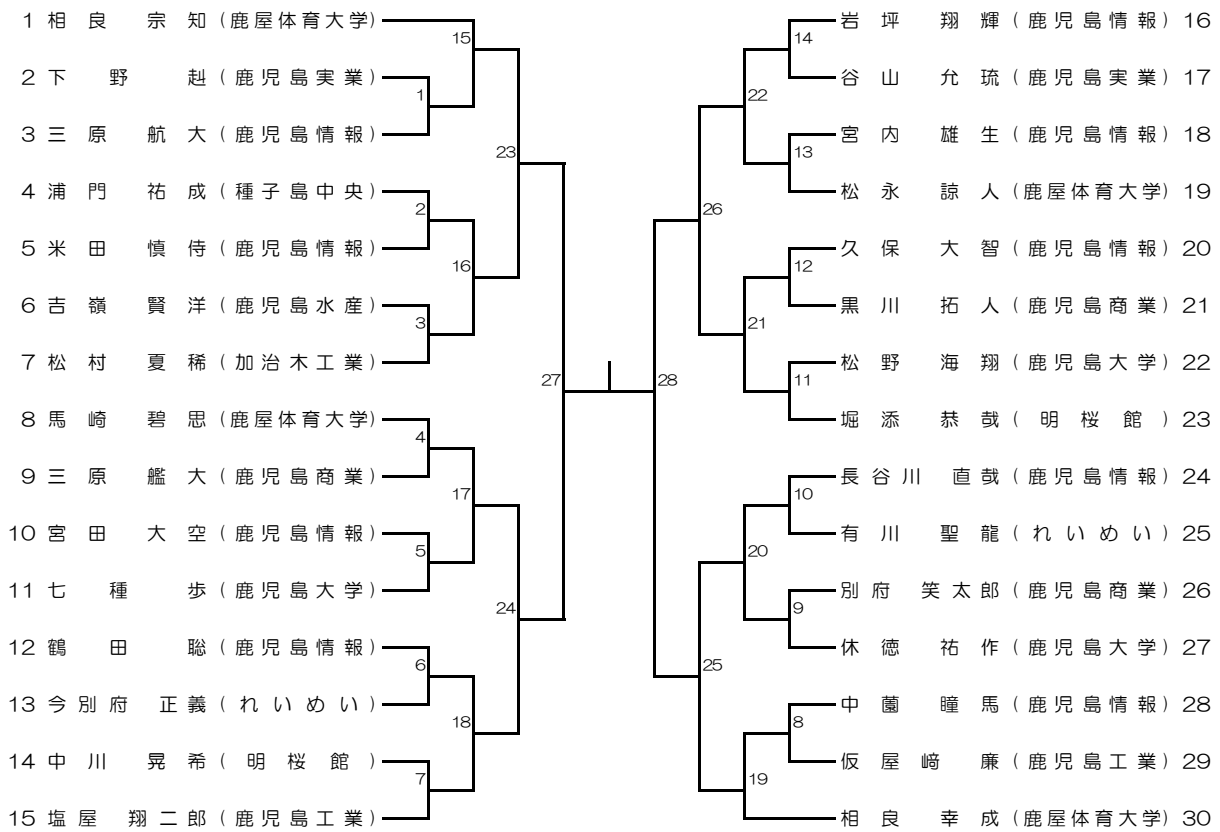 1 相良 宗知 (鹿屋体育大学)
2 下野 赳 (鹿児島実業)
3 三原 航大 (鹿児島情報)
4 浦門 祐成 (種子島中央)
5 米田 慎侍 (鹿児島情報)
6 吉嶺 賢洋 (鹿児島水産)
7 松村 夏稀 (加治木工業)
8 馬崎 碧思 (鹿屋体育大学)
9 三原 艦大 (鹿児島商業)
10 宮田 大空 (鹿児島情報)
11 七種 歩 (鹿児島大学)
12 鶴田 聡 (鹿児島情報)
13 今別府 正義 (れいめい)
14 中川 晃希 (明桜館)
15 塩屋 翔二郎 (鹿児島工業)
15
1
23
2
16
3
27
4
17
5
24
6
18
7
岩坪 翔輝 (鹿児島情報) 16
谷山 允琉 (鹿児島実業) 17
宮内 雄生 (鹿児島情報) 18
松永 諒人 (鹿屋体育大学) 19
久保 大智 (鹿児島情報) 20
黒川 拓人 (鹿児島商業) 21
松野 海翔 (鹿児島大学) 22
堀添 恭哉 (明桜館) 23
長谷川 直哉 (鹿児島情報) 24
有川 聖龍 (れいめい) 25
別府 笑太郎 (鹿児島商業) 26
休徳 祐作 (鹿児島大学) 27
中薗 瞳馬 (鹿児島情報) 28
仮屋﨑 廉 (鹿児島工業) 29
相良 幸成 (鹿屋体育大学) 30
14
22
13
26
12
21
11
28
10
20
9
25
8
19